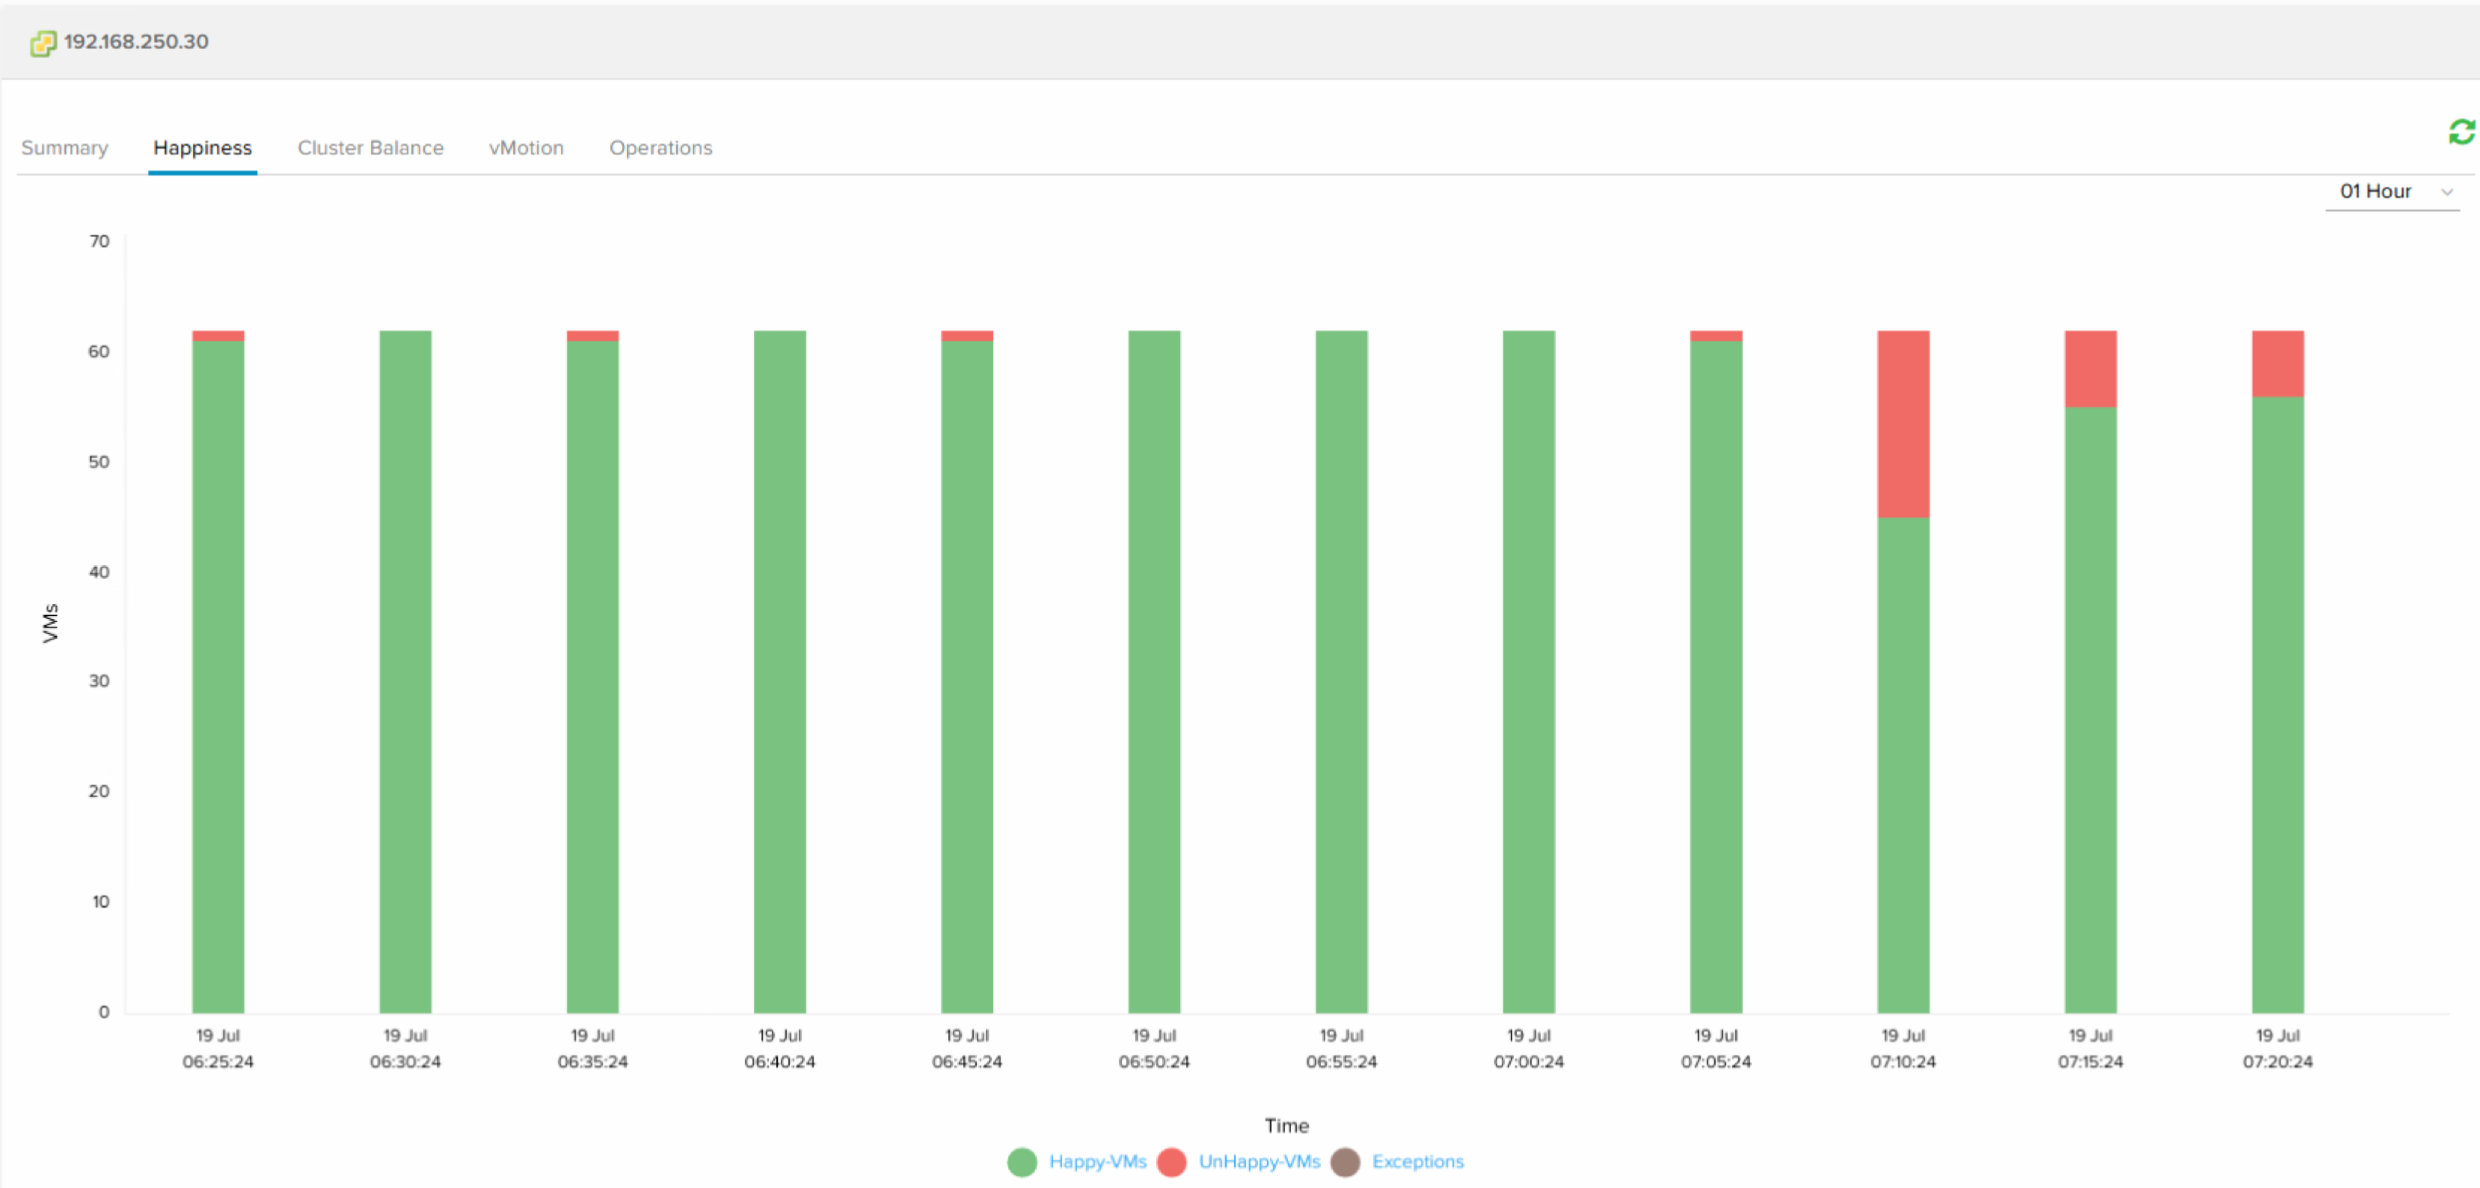 192.168.250.30
Summary Happiness Cluster Balance vMotion Operations
01 Hour
70
60
50
40
30
20
10
0
VMs
19 Jul 19 Jul 19 Jul 19 Jul 19 Jul 19 Jul 19 Jul 19 Jul 19 Jul 19 Jul 19 Jul 19 Jul
06:25:24 06:30:24 06:35:24 06:40:24 06:45:24 06:50:24 06:55:24 07:00:24 07:05:24 07:10:24 07:15:24 07:20:24
Time
Happy-VMs UnHappy-VMs Exceptions